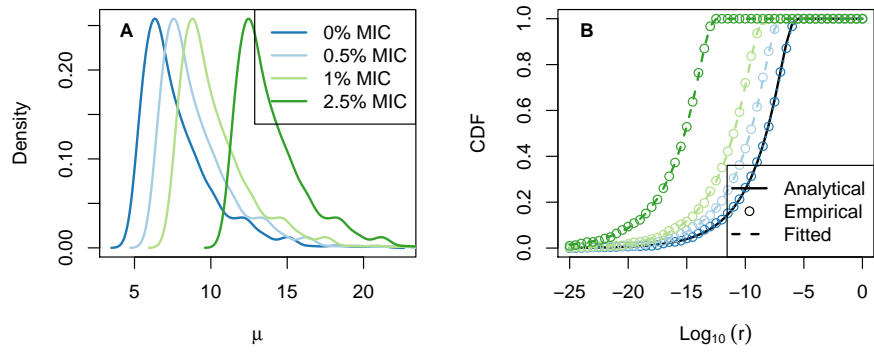 A
0% MIC
0.5% MIC
1% MIC
2.5% MIC
Density
0.00 0.10 0.20
5 10 15 20
μ
B
Analytical
Empirical
Fitted
CDF
0.0 0.2 0.4 0.6 0.8 1.0
−25 −20 −15 −10 −5 0
Log₁₀ (r)